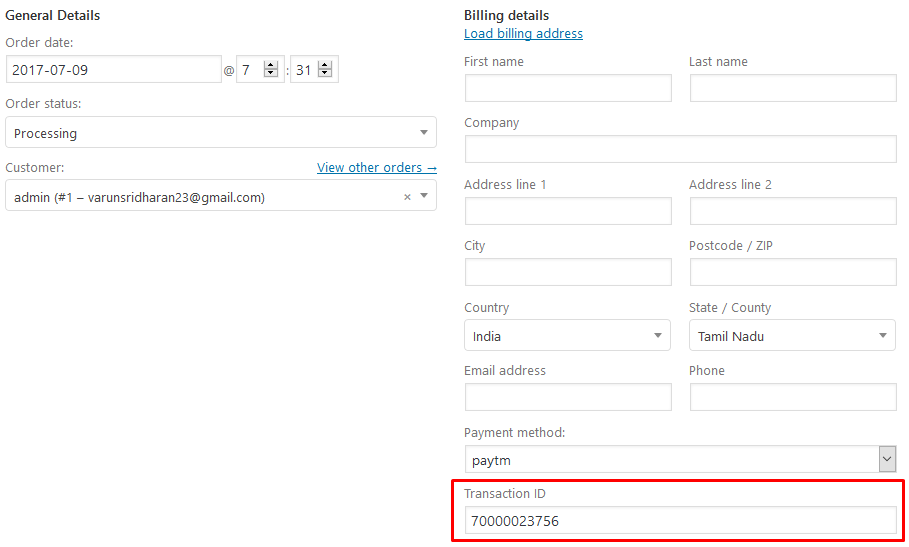 General Details
Order date:
2017-07-09 @ 7 : 31
Order status:
Processing
Customer: View other orders →
admin (#1 – varunsridharan23@gmail.com) ×
Billing details
Load billing address
First name Last name
Company
Address line 1 Address line 2
City Postcode / ZIP
Country State / County
India Tamil Nadu
Email address Phone
Payment method:
paytm
Transaction ID
70000023756